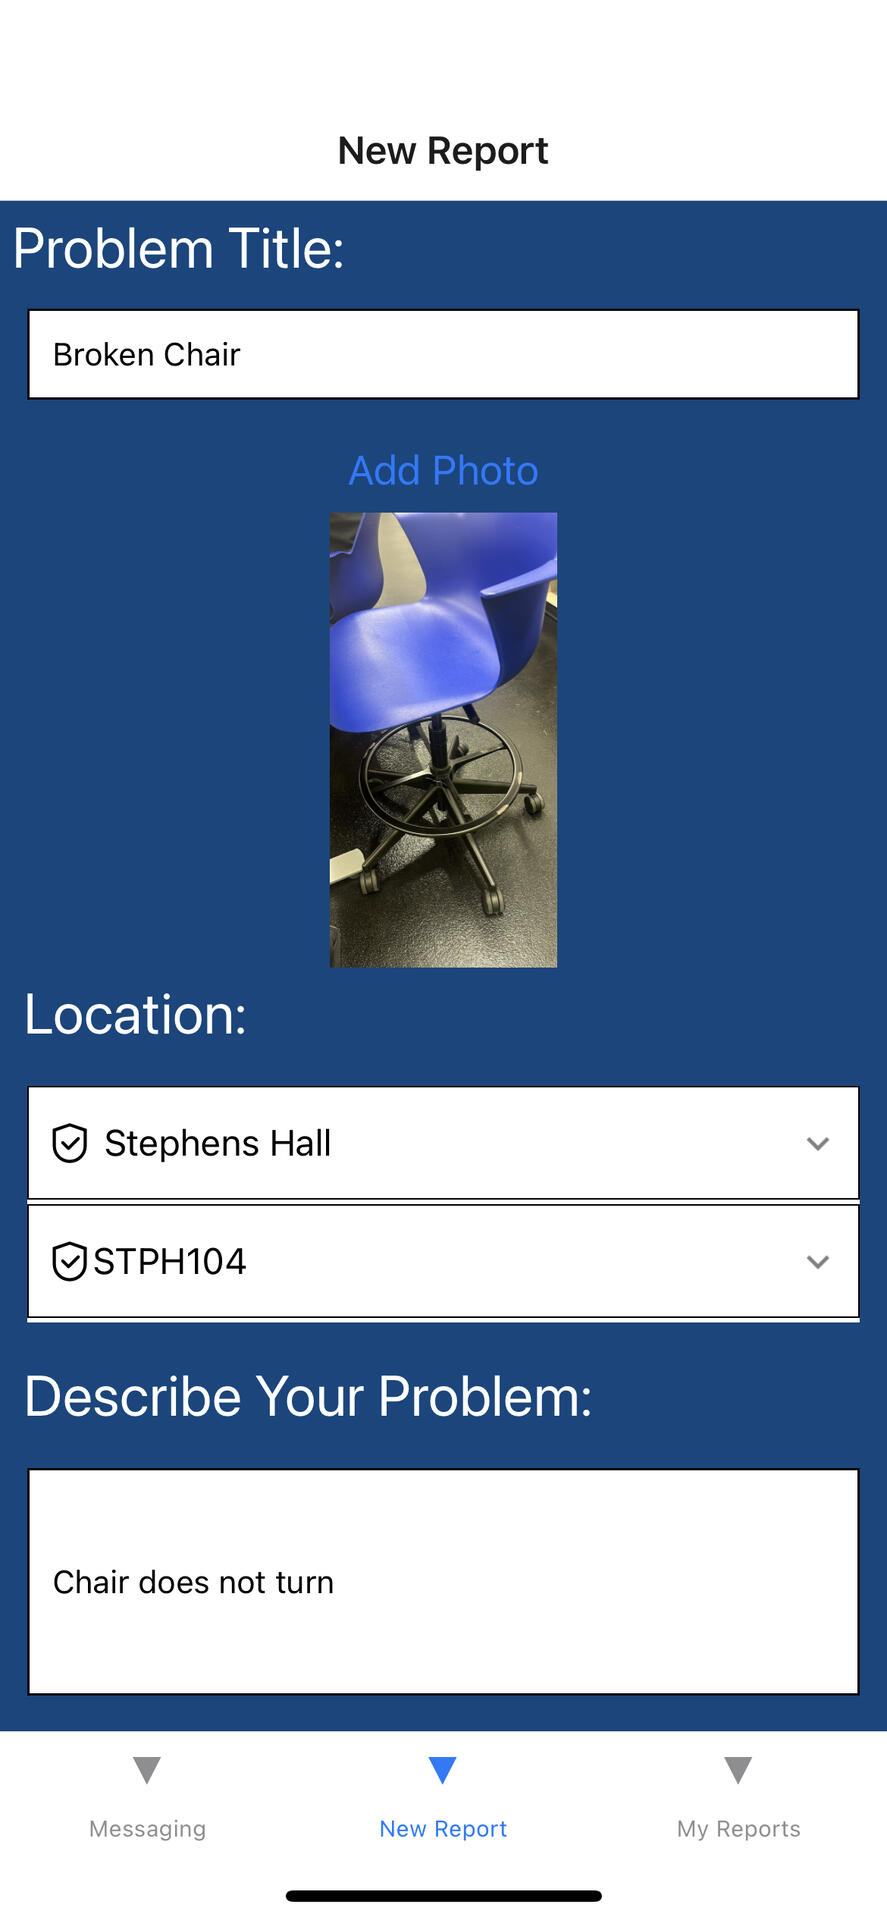 New Report
Problem Title:
Broken Chair
Add Photo
Location:
Stephens Hall
STPH104
Describe Your Problem:
Chair does not turn
Messaging
New Report
My Reports